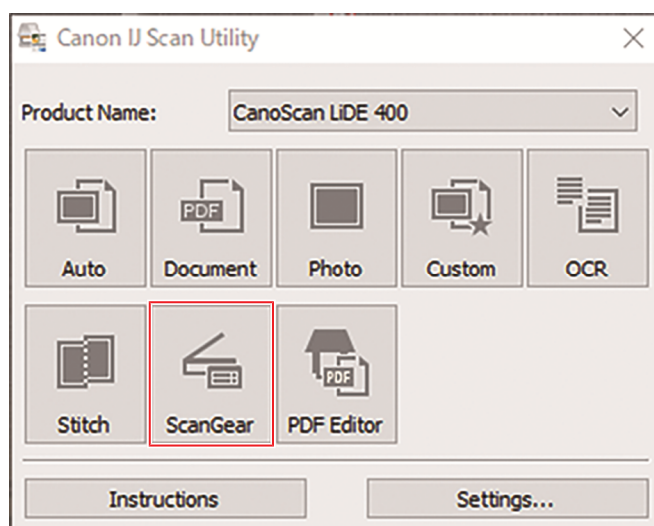 Canon IJ Scan Utility
Product Name: CanoScan LiDE 400
Auto Document Photo Custom OCR
PDF
Stitch ScanGear PDF Editor
PDF
Instructions Settings...